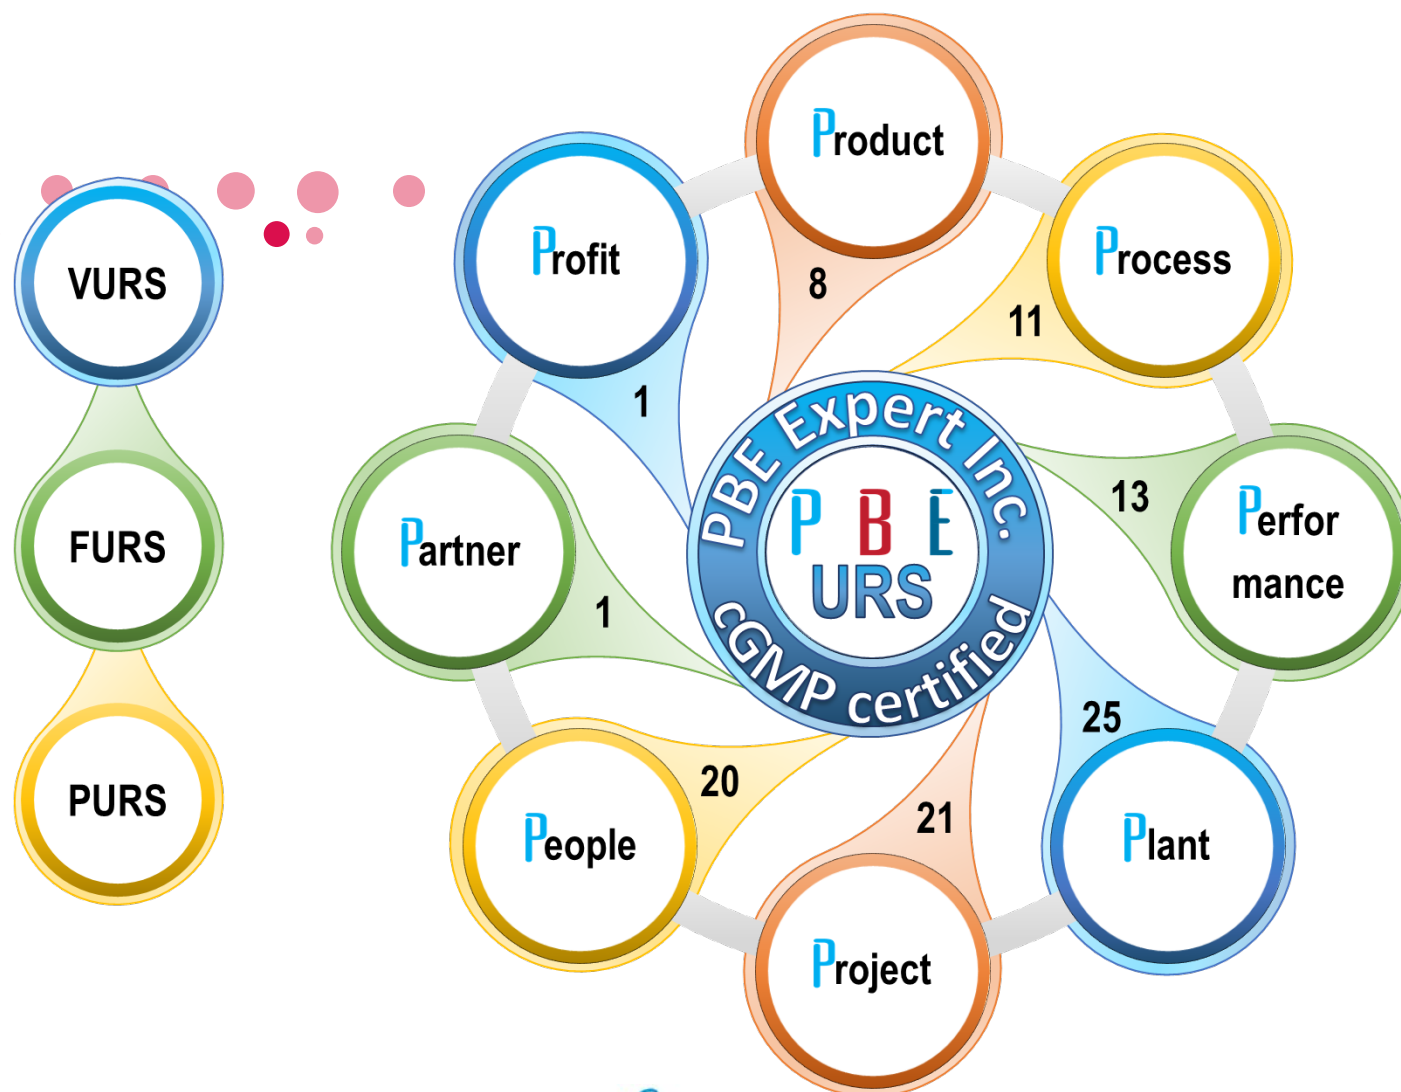 VURS
FURS
PURS
Product
8
Process
11
Perfor
mance
13
Plant
25
Project
21
People
20
Partner
1
Profit
1
PBE Expert Inc.
P B E
URS
cGMP certified